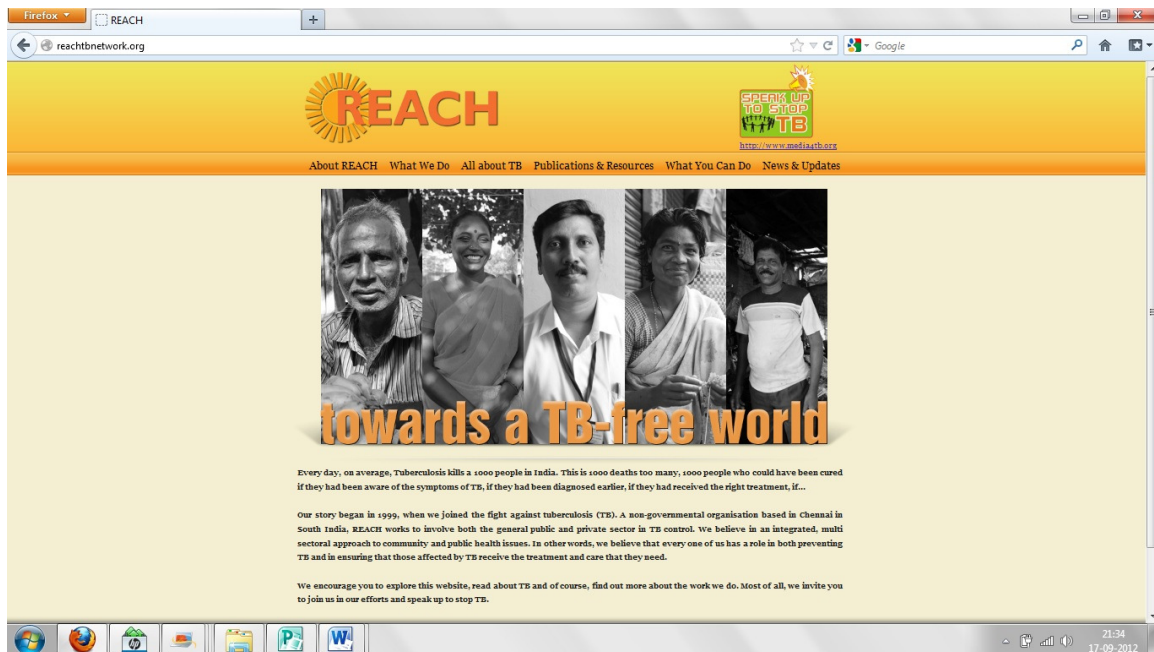 Firefox
REACH
reachtbnetwork.org
Google
REACH
SPEAK UP
TO STOP
TB
http://www.media4tb.org
About REACH What We Do All about TB Publications & Resources What You Can Do News & Updates
towards a TB-free world
Every day, on average, Tuberculosis kills a 1000 people in India. This is 1000 deaths too many, 1000 people who could have been cured
if they had been aware of the symptoms of TB, if they had been diagnosed earlier, if they had received the right treatment, if...
Our story began in 1999, when we joined the fight against tuberculosis (TB). A non-governmental organisation based in Chennai in
South India, REACH works to involve both the general public and private sector in TB control. We believe in an integrated, multi
sectoral approach to community and public health issues. In other words, we believe that every one of us has a role in both preventing
TB and in ensuring that those affected by TB receive the treatment and care that they need.
We encourage you to explore this website, read about TB and of course, find out more about the work we do. Most of all, we invite you
to join us in our efforts and speak up to stop TB.
hp
P
W
21:34
17-09-2012